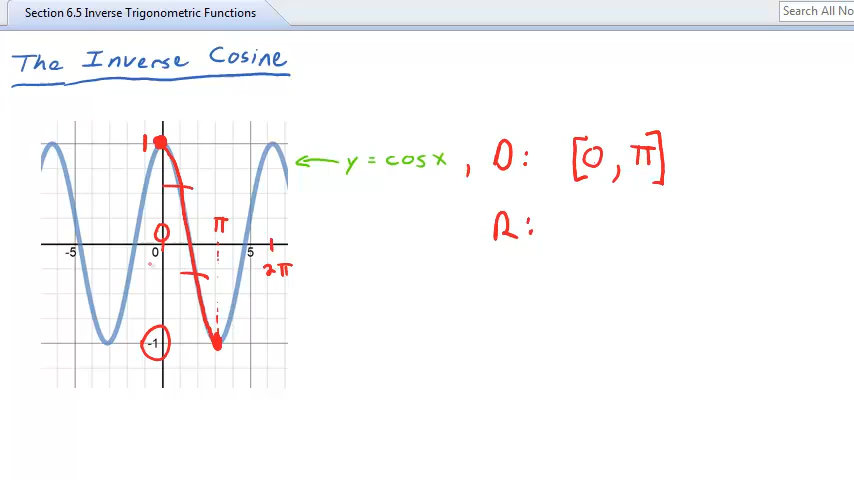 Section 6.5 Inverse Trigonometric Functions
Search All No
The Inverse Cosine
1
y = cos x , D: [0, π]
R:
0
π
-5
0
5
2π
-1